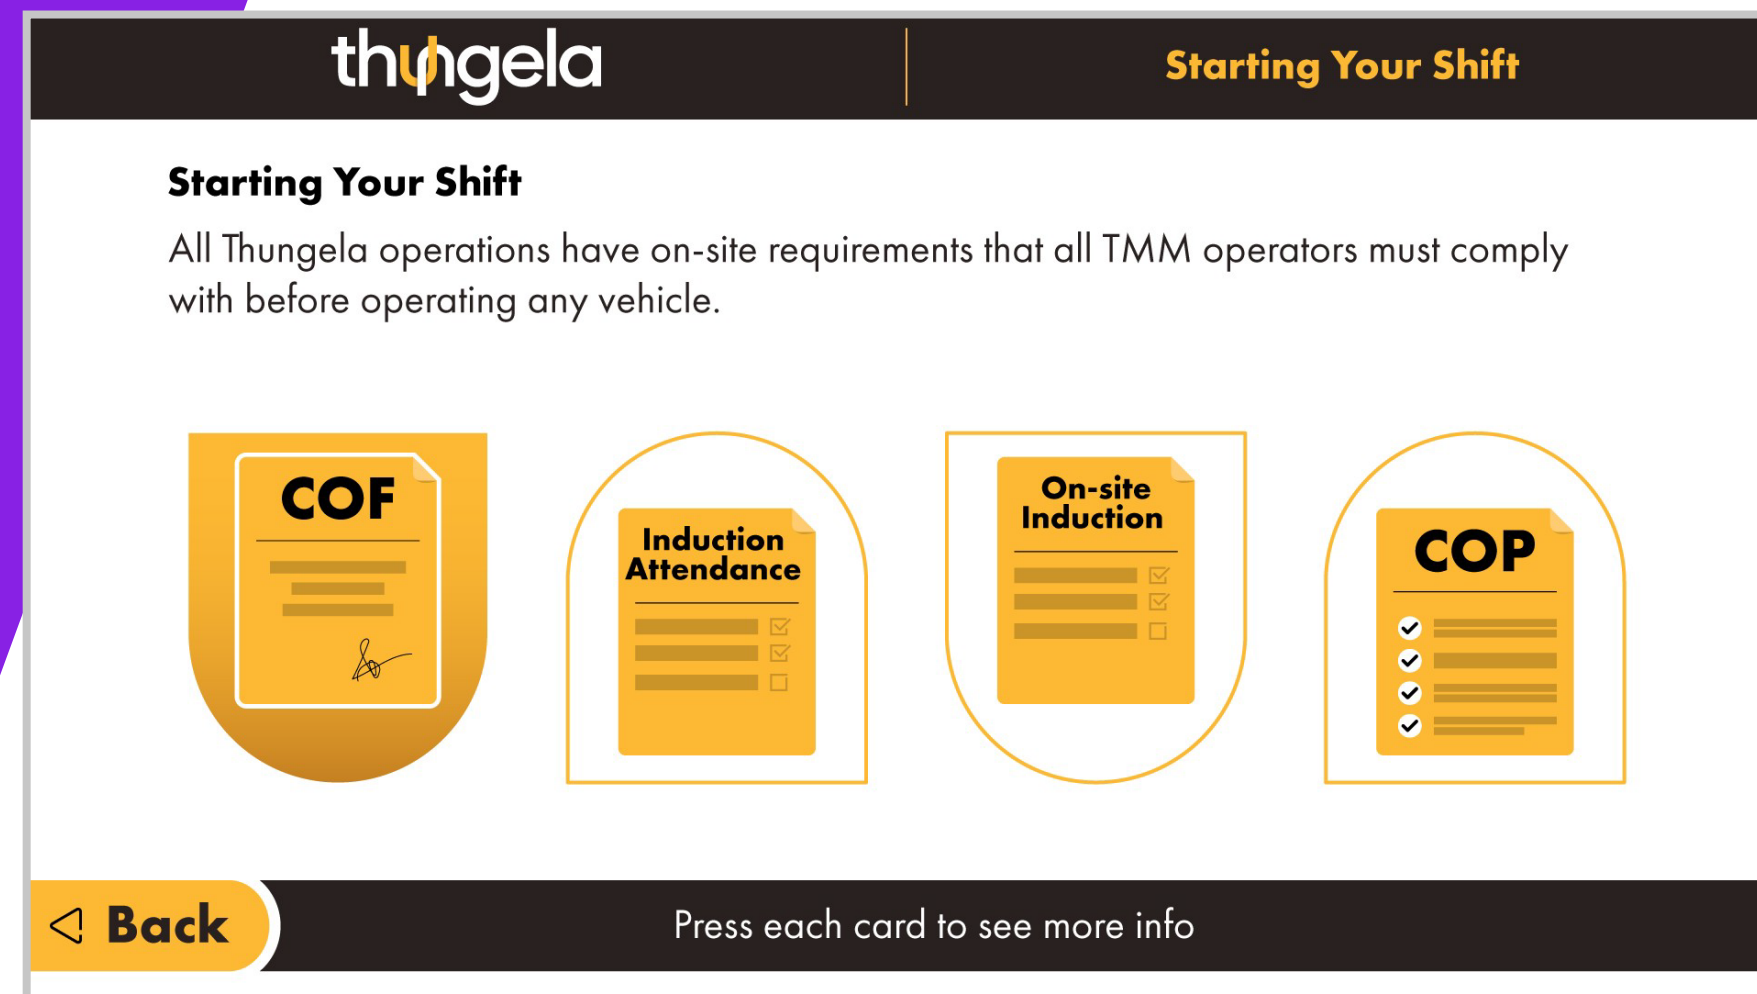 thungela
Starting Your Shift
Starting Your Shift
All Thungela operations have on-site requirements that all TMM operators must comply
with before operating any vehicle.
COF
Induction
Attendance
On-site
Induction
COP
Back
Press each card to see more info